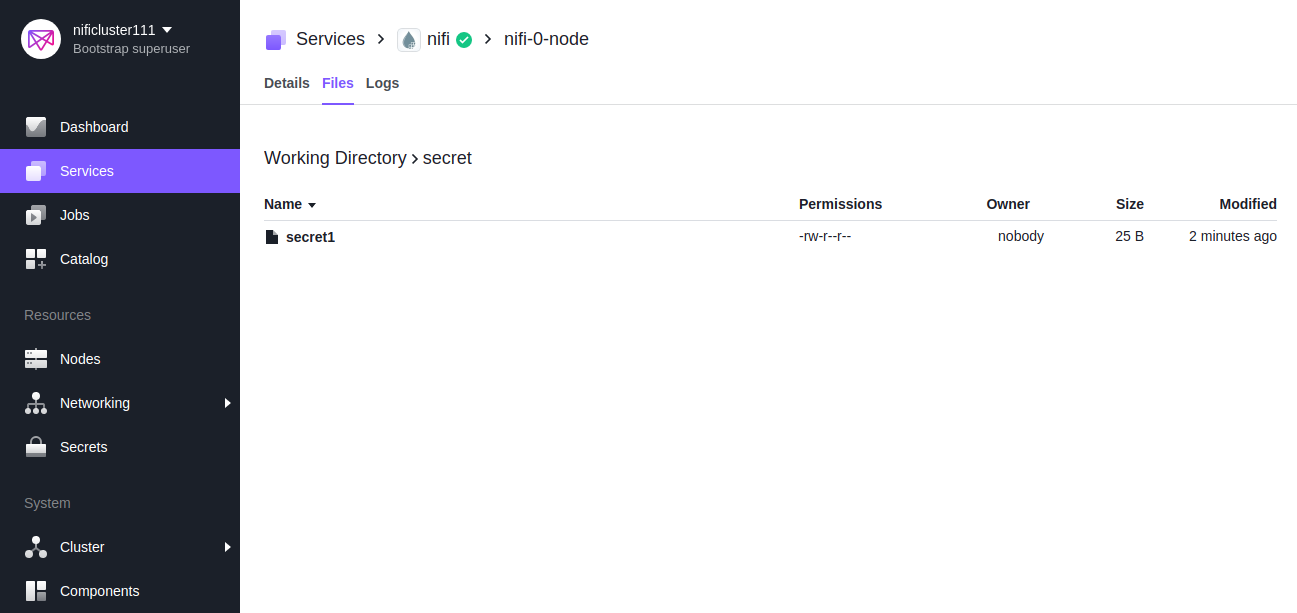 nificluster111
Bootstrap superuser
Dashboard
Services
Jobs
Catalog
Resources
Nodes
Networking
Secrets
System
Cluster
Components
Services > nifi > nifi-0-node
Details Files Logs
Working Directory > secret
Name Permissions Owner Size Modified
secret1 -rw-r--r-- nobody 25 B 2 minutes ago